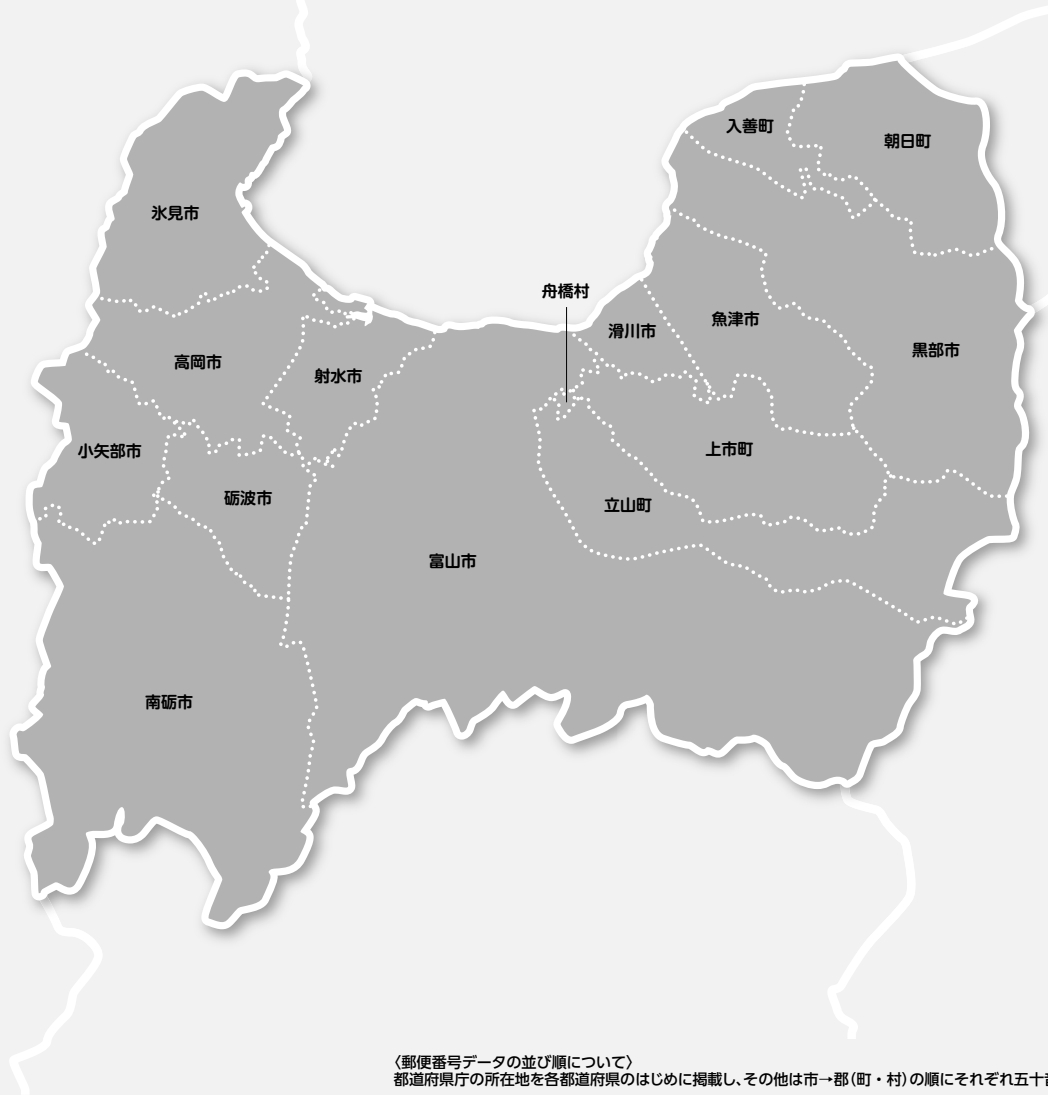 入善町
朝日町
氷見市
舟橋村
魚津市
滑川市
黒部市
高岡市
射水市
小矢部市
上市町
砺波市
立山町
富山市
南砺市
〈郵便番号データの並び順について〉
都道府県庁の所在地を各都道府県のはじめに掲載し、その他は市→郡（町・村）の順にそれぞれ五十